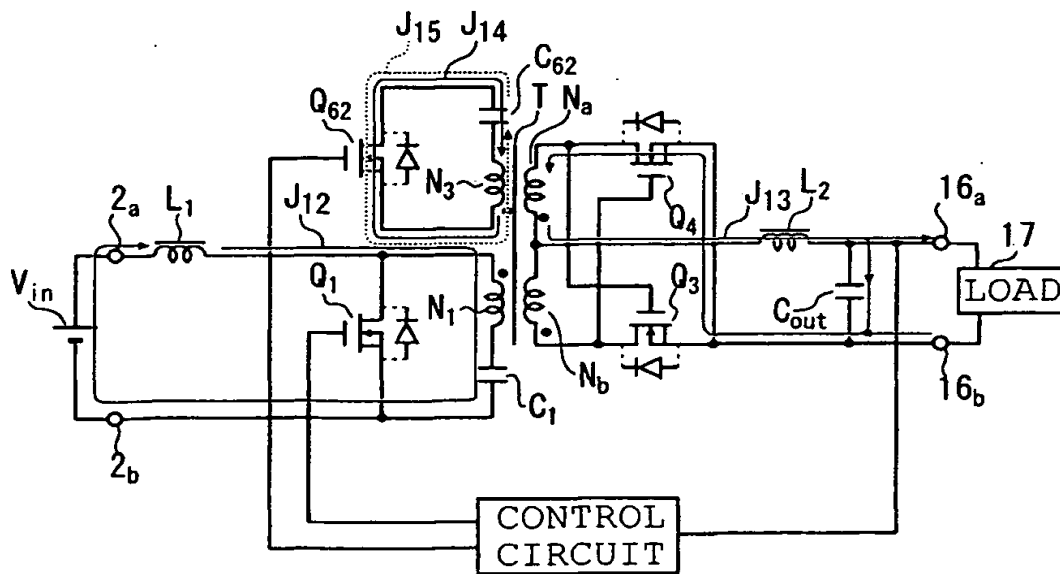 J15 J14
C62
T Na
Q62
N3
Q4
J13 L2
16a
2a L1
J12
17
Vin
Q1
N1
Q3
Cout
LOAD
Nb
C1
16b
2b
CONTROL
CIRCUIT